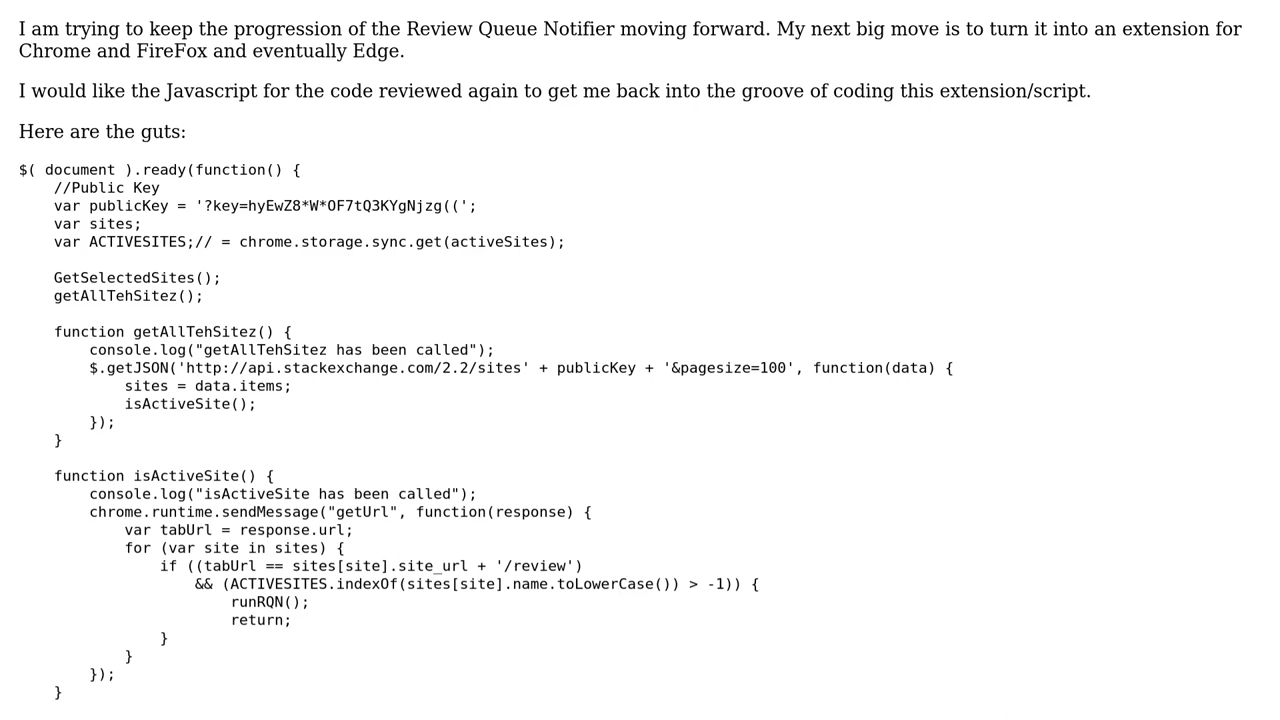 I am trying to keep the progression of the Review Queue Notifier moving forward. My next big move is to turn it into an extension for
Chrome and FireFox and eventually Edge.
I would like the Javascript for the code reviewed again to get me back into the groove of coding this extension/script.
Here are the guts:
$( document ).ready(function() {
    //Public Key
    var publicKey = '?key=hyEwZ8*W*OF7tQ3KYgNjzg((';
    var sites;
    var ACTIVESITES;// = chrome.storage.sync.get(activeSites);

    GetSelectedSites();
    getAllTehSitez();

    function getAllTehSitez() {
        console.log("getAllTehSitez has been called");
        $.getJSON('http://api.stackexchange.com/2.2/sites' + publicKey + '&pagesize=100', function(data) {
            sites = data.items;
            isActiveSite();
        });
    }

    function isActiveSite() {
        console.log("isActiveSite has been called");
        chrome.runtime.sendMessage("getUrl", function(response) {
            var tabUrl = response.url;
            for (var site in sites) {
                if ((tabUrl == sites[site].site_url + '/review')
                    && (ACTIVESITES.indexOf(sites[site].name.toLowerCase()) > -1)) {
                        runRQN();
                        return;
                }
            }
        });
    }